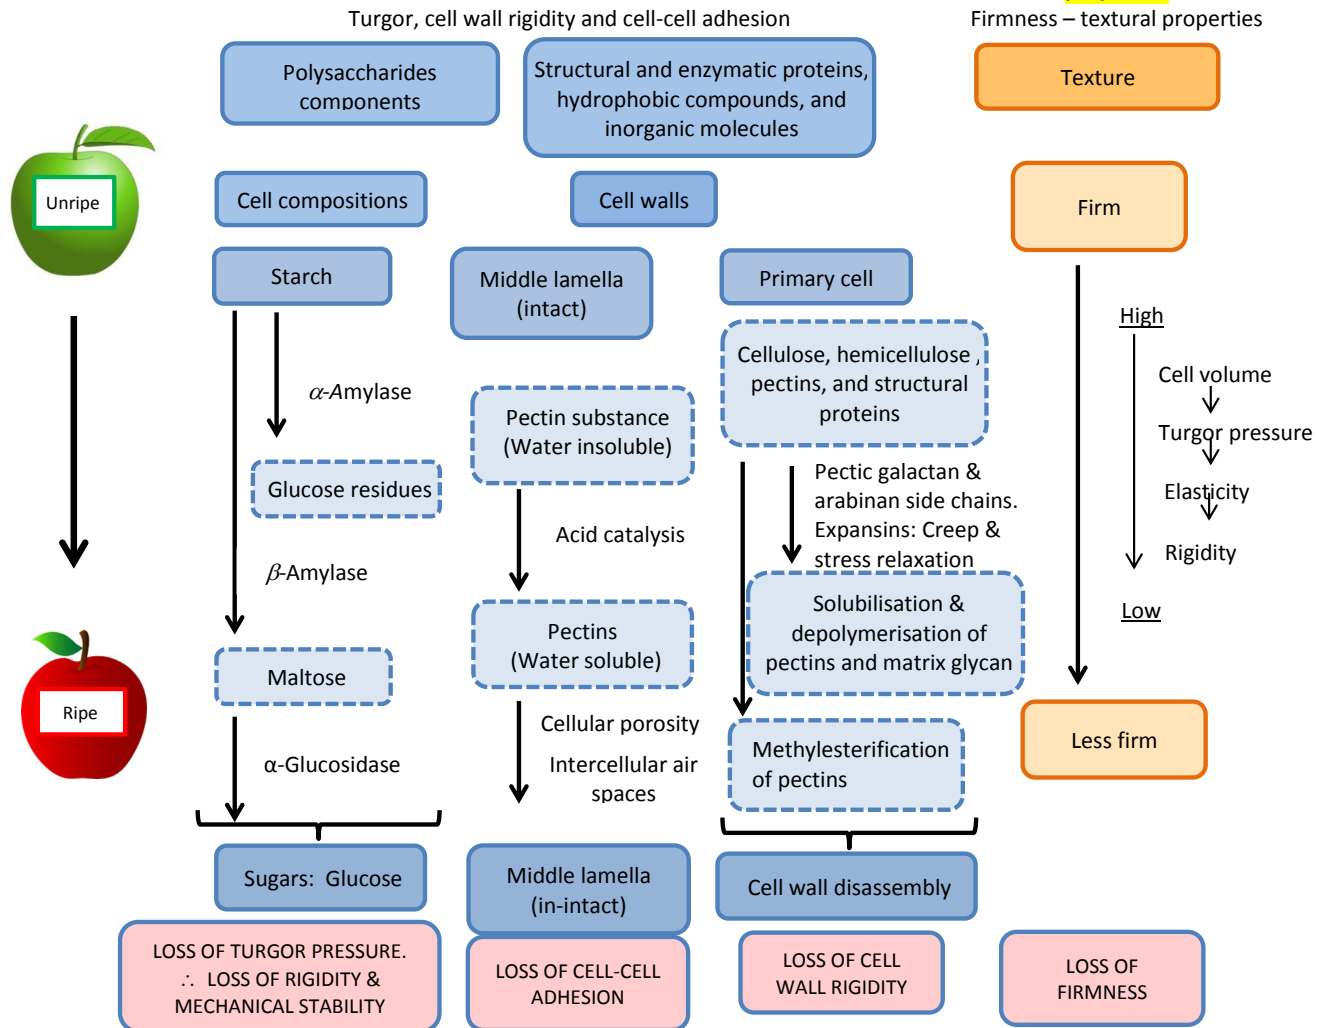 Turgor, cell wall rigidity and cell-cell adhesion
Firmness – textural properties
Polysaccharides
components
Structural and enzymatic proteins,
hydrophobic compounds, and
inorganic molecules
Texture
Unripe
Cell compositions
Cell walls
Firm
Starch
Middle lamella
(intact)
Primary cell
High
Cellulose, hemicellulose ,
pectins, and structural
proteins
α-Amylase
Cell volume
Pectin substance
(Water insoluble)
Turgor pressure
Glucose residues
Pectic galactan &
arabinan side chains.
Expansins: Creep &
stress relaxation
Elasticity
Acid catalysis
Rigidity
β-Amylase
Solubilisation &
depolymerisation of
pectins and matrix glycan
Low
Pectins
(Water soluble)
Maltose
Ripe
Cellular porosity
Intercellular air
spaces
Methylesterification
of pectins
Less firm
α-Glucosidase
Sugars: Glucose
Middle lamella
(in-intact)
Cell wall disassembly
LOSS OF TURGOR PRESSURE.
∴ LOSS OF RIGIDITY &
MECHANICAL STABILITY
LOSS OF CELL-CELL
ADHESION
LOSS OF CELL
WALL RIGIDITY
LOSS OF
FIRMNESS